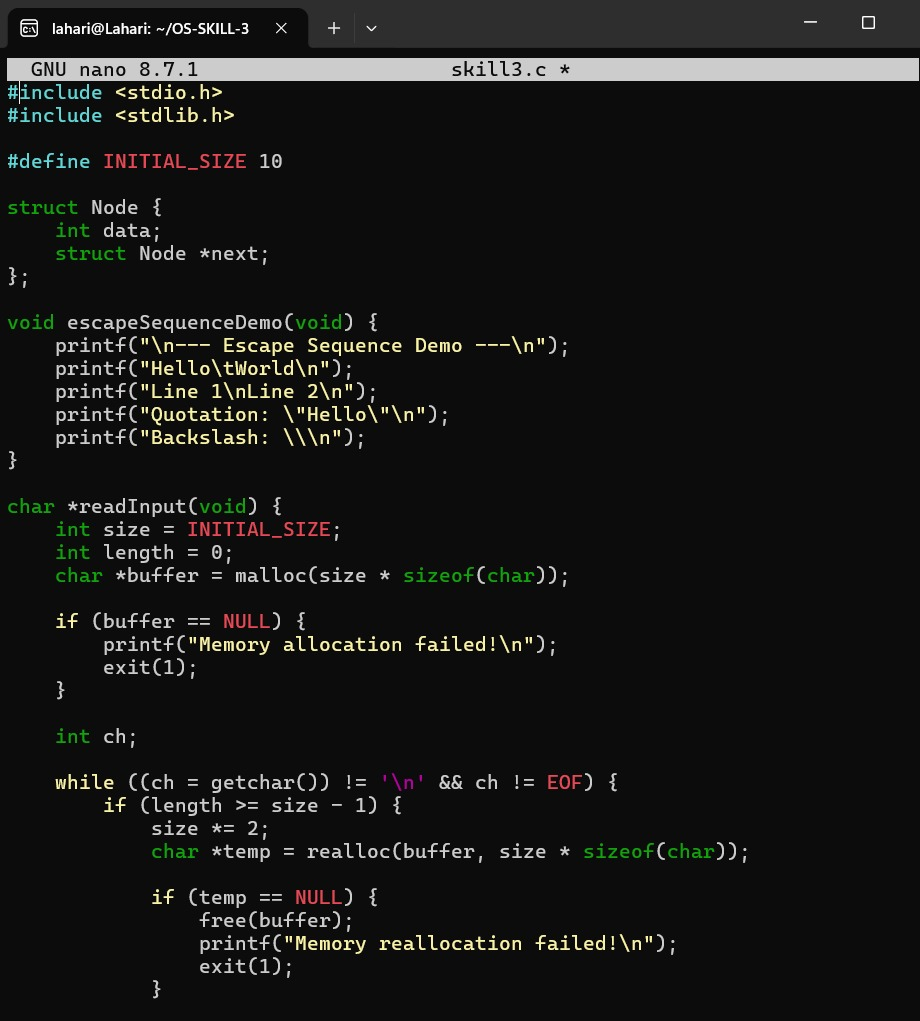 lahari@Lahari: ~/OS-SKILL-3
GNU nano 8.7.1 skill3.c *
#include <stdio.h>
#include <stdlib.h>

#define INITIAL_SIZE 10

struct Node {
    int data;
    struct Node *next;
};

void escapeSequenceDemo(void) {
    printf("\n--- Escape Sequence Demo ---\n");
    printf("Hello\tWorld\n");
    printf("Line 1\nLine 2\n");
    printf("Quotation: \"Hello\"\n");
    printf("Backslash: \\\n");
}

char *readInput(void) {
    int size = INITIAL_SIZE;
    int length = 0;
    char *buffer = malloc(size * sizeof(char));

    if (buffer == NULL) {
        printf("Memory allocation failed!\n");
        exit(1);
    }

    int ch;

    while ((ch = getchar()) != '\n' && ch != EOF) {
        if (length >= size - 1) {
            size *= 2;
            char *temp = realloc(buffer, size * sizeof(char));

            if (temp == NULL) {
                free(buffer);
                printf("Memory reallocation failed!\n");
                exit(1);
            }